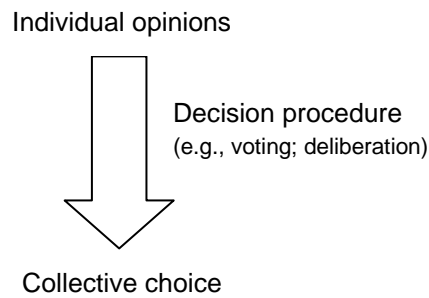 Individual opinions
Decision procedure
(e.g., voting; deliberation)
Collective choice